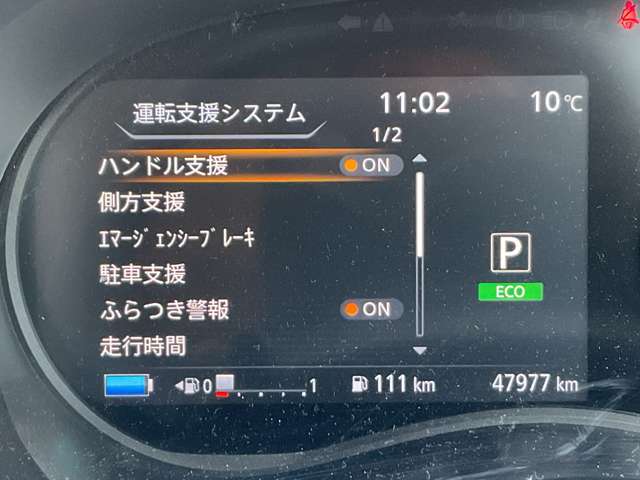 運転支援システム 11:02 10℃
1/2
ハンドル支援 ON
側方支援
ｴﾏｰｼﾞｪﾝｼｰﾌﾞﾚｰｷ
駐車支援
P
ECO
ふらつき警報 ON
走行時間
0 1 111 km 47977 km